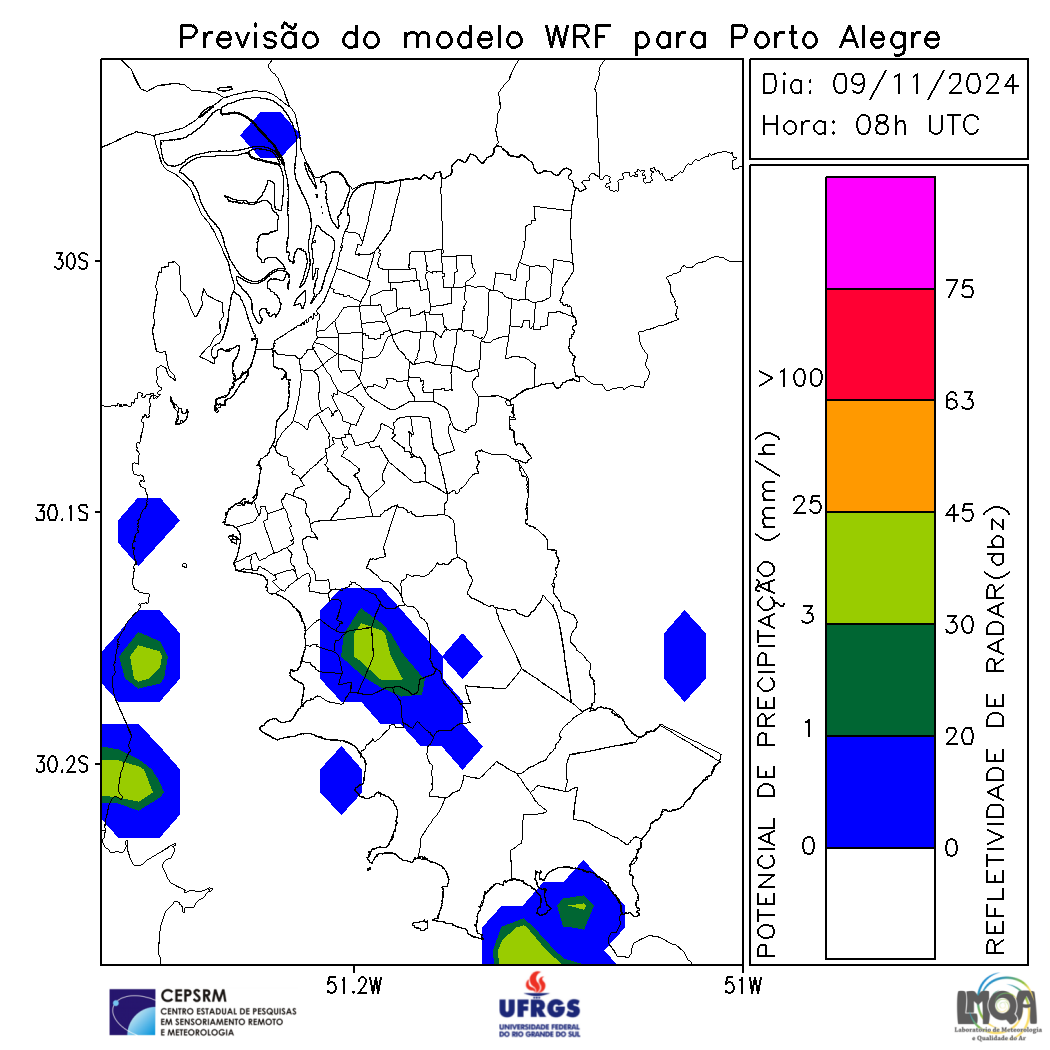 Previsão do modelo WRF para Porto Alegre
Dia: 09/11/2024
Hora: 08h UTC
30S
30.1S
30.2S
51.2W
51W
POTENCIAL DE PRECIPITAÇÃO (mm/h)
>100
25
3
1
0
75
63
45
30
20
0
REFLETIVIDADE DE RADAR(dbz)
CEPSRM
CENTRO ESTADUAL DE PESQUISAS
EM SENSORIAMENTO REMOTO
E METEOROLOGIA
UFRGS
UNIVERSIDADE FEDERAL
DO RIO GRANDE DO SUL
LMQA
Laboratório de Meteorologia
e Qualidade do Ar